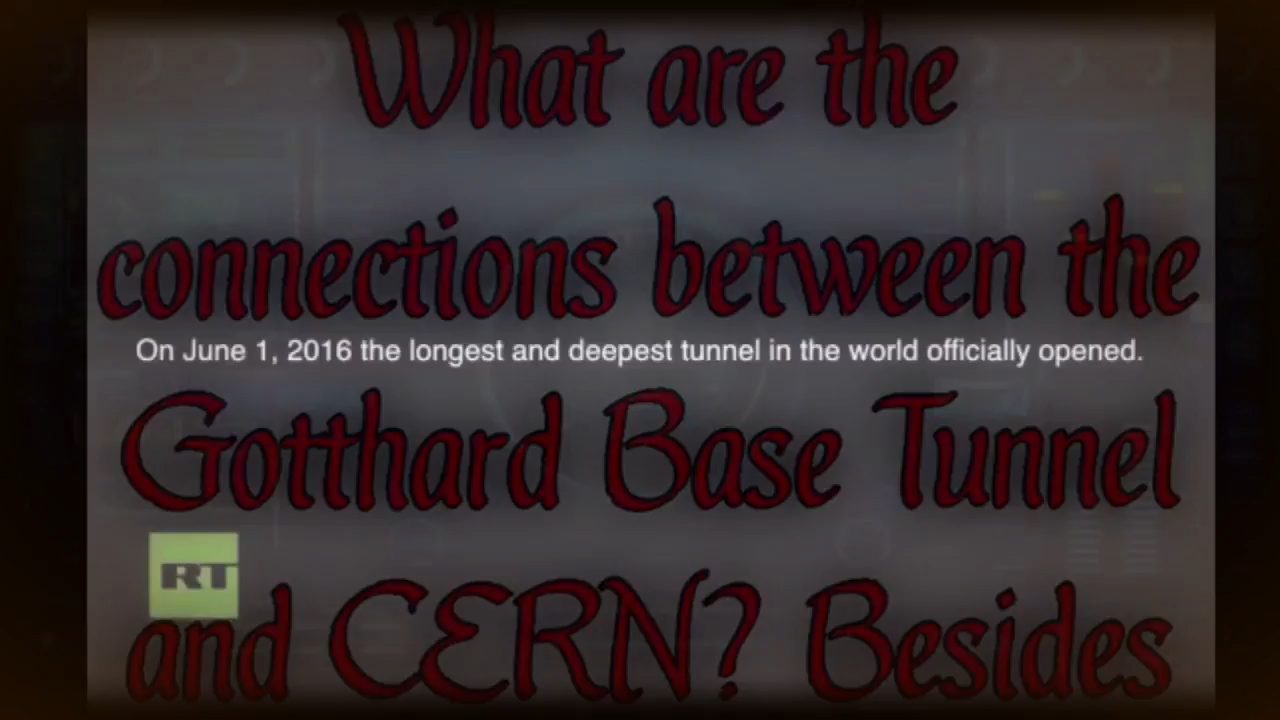 What are the
connections between the
On June 1, 2016 the longest and deepest tunnel in the world officially opened.
Gotthard Base Tunnel
RT
and CERN? Besides